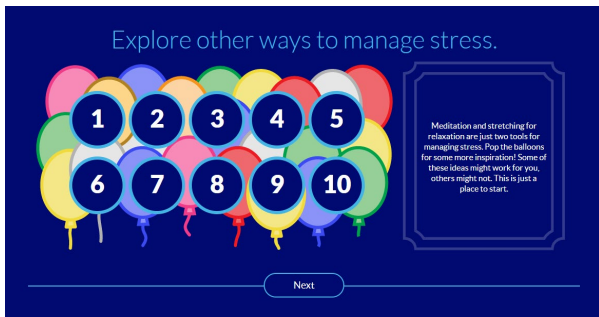 Explore other ways to manage stress.
1 2 3 4 5
6 7 8 9 10
Meditation and stretching for
relaxation are just two tools for
managing stress. Pop the balloons
for some more inspiration! Some of
these ideas might work for you,
others might not. This is just a
place to start.
Next